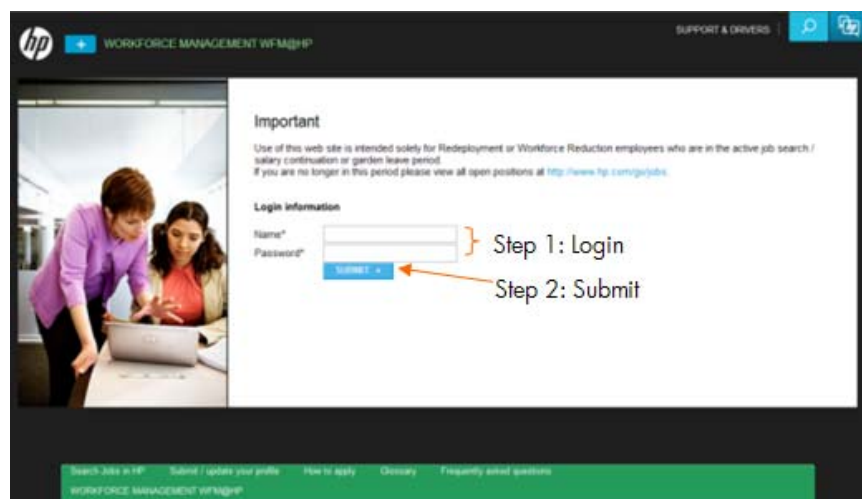 hp
WORKFORCE MANAGEMENT WFM@HP
SUPPORT & DRIVERS
Important
Use of this web site is intended solely for Redeployment or Workforce Reduction employees who are in the active job search /
salary continuation or garden leave period.
If you are no longer in this period please view all open positions at http://www.hp.com/go/jobs.
Login information
Name*
Password*
SUBMIT
Step 1: Login
Step 2: Submit
Search Jobs in HP Submit / update your profile How to apply Glossary Frequently asked questions
WORKFORCE MANAGEMENT WFM@HP